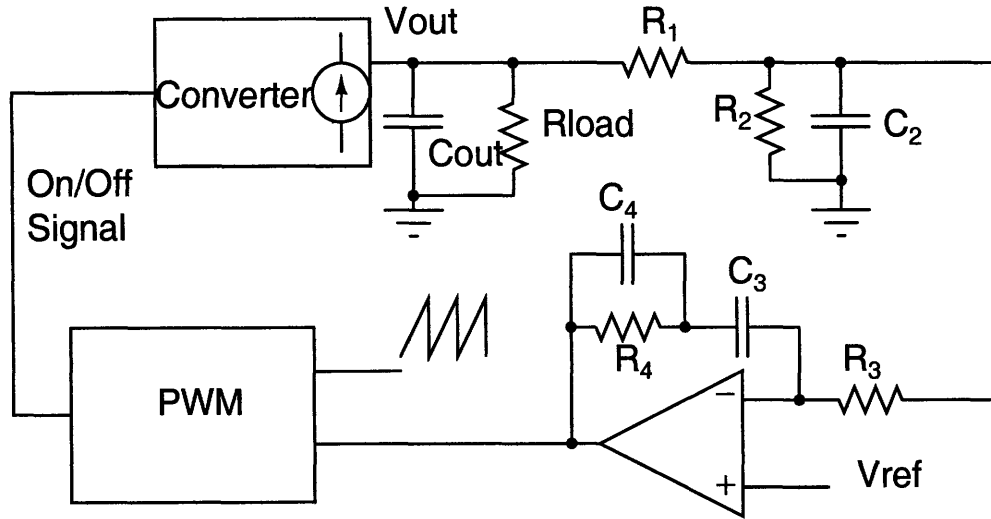 Vout
R1
Converter
Cout
Rload
R2
C2
On/Off
Signal
C4
C3
R4
R3
PWM
−
+
Vref